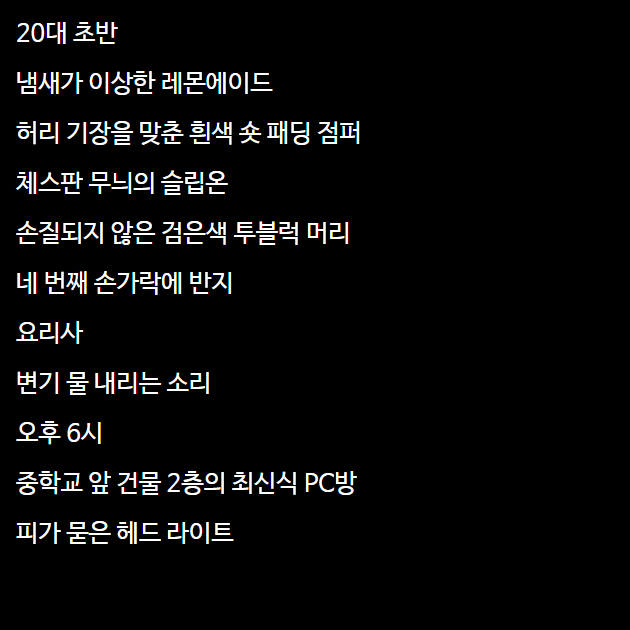 20대 초반
냄새가 이상한 레몬에이드
허리 기장을 맞춘 흰색 숏 패딩 점퍼
체스판 무늬의 슬립온
손질되지 않은 검은색 투블럭 머리
네 번째 손가락에 반지
요리사
변기 물 내리는 소리
오후 6시
중학교 앞 건물 2층의 최신식 PC방
피가 묻은 헤드 라이트